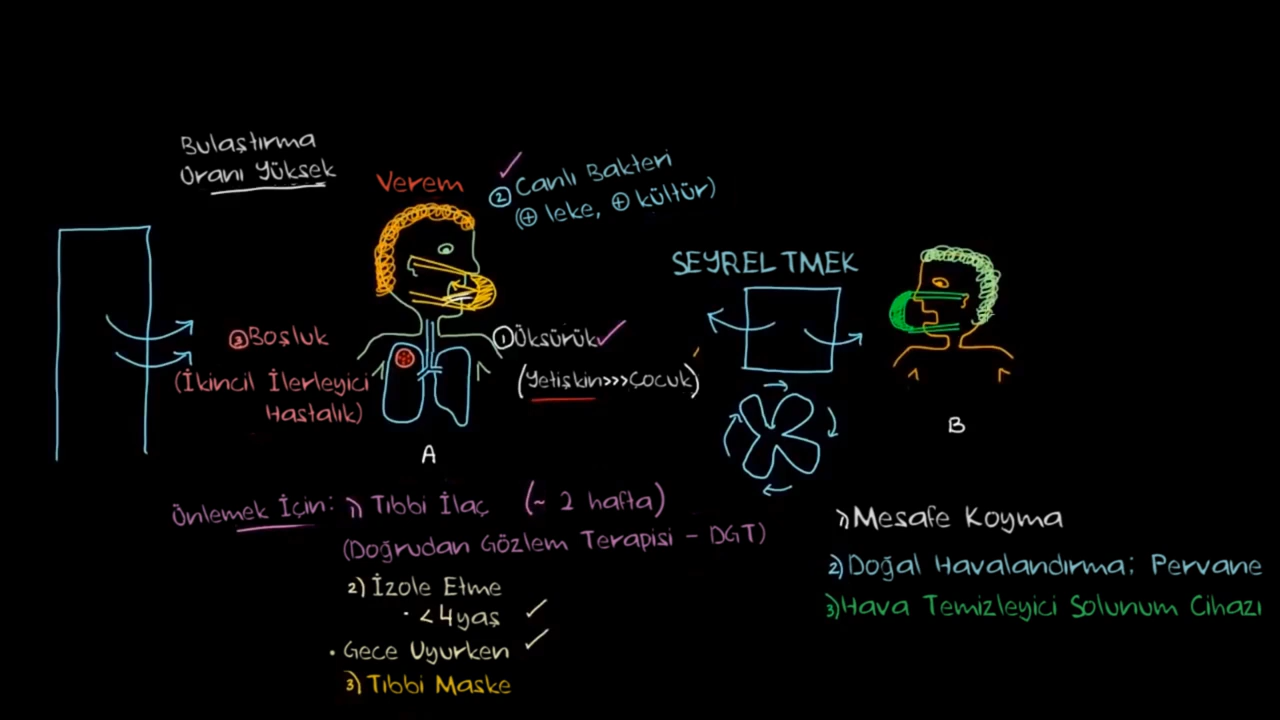 Bulaştırma
Oranı Yüksek
Verem
② Canlı Bakteri
(⊕ leke, ⊕ kültür)
SEYRELTMEK
③ Boşluk
(İkincil İlerleyici
Hastalık)
① Öksürük
(Yetişkin>>>Çocuk)
A
B
Önlemek İçin: 1) Tıbbi İlaç (~ 2 hafta)
(Doğrudan Gözlem Terapisi - DGT)
2) İzole Etme
· <4 yaş
· Gece Uyurken
3) Tıbbi Maske
1) Mesafe Koyma
2) Doğal Havalandırma; Pervane
3) Hava Temizleyici Solunum Cihazı